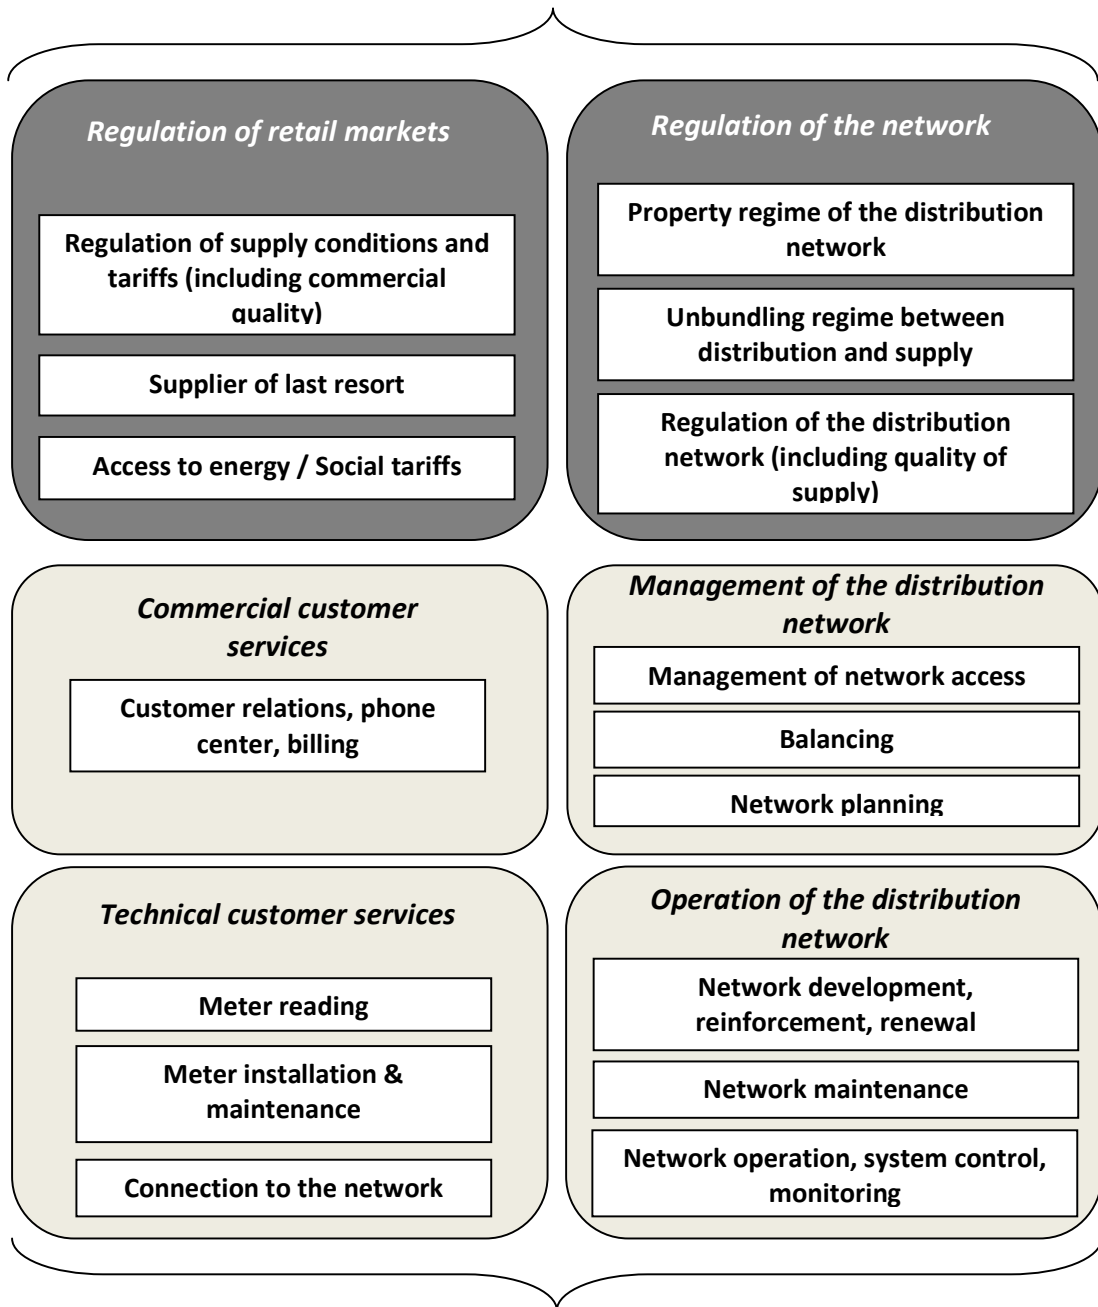 Regulation of retail markets
Regulation of supply conditions and
tariffs (including commercial
quality)
Supplier of last resort
Access to energy / Social tariffs
Regulation of the network
Property regime of the distribution
network
Unbundling regime between
distribution and supply
Regulation of the distribution
network (including quality of
supply)
Commercial customer
services
Customer relations, phone
center, billing
Management of the distribution
network
Management of network access
Balancing
Network planning
Technical customer services
Meter reading
Meter installation &
maintenance
Connection to the network
Operation of the distribution
network
Network development,
reinforcement, renewal
Network maintenance
Network operation, system control,
monitoring